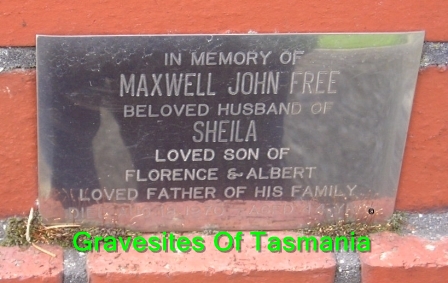 IN MEMORY OF
MAXWELL JOHN FREE
BELOVED HUSBAND OF
SHEILA
LOVED SON OF
FLORENCE & ALBERT
LOVED FATHER OF HIS FAMILY
Gravesites Of Tasmania